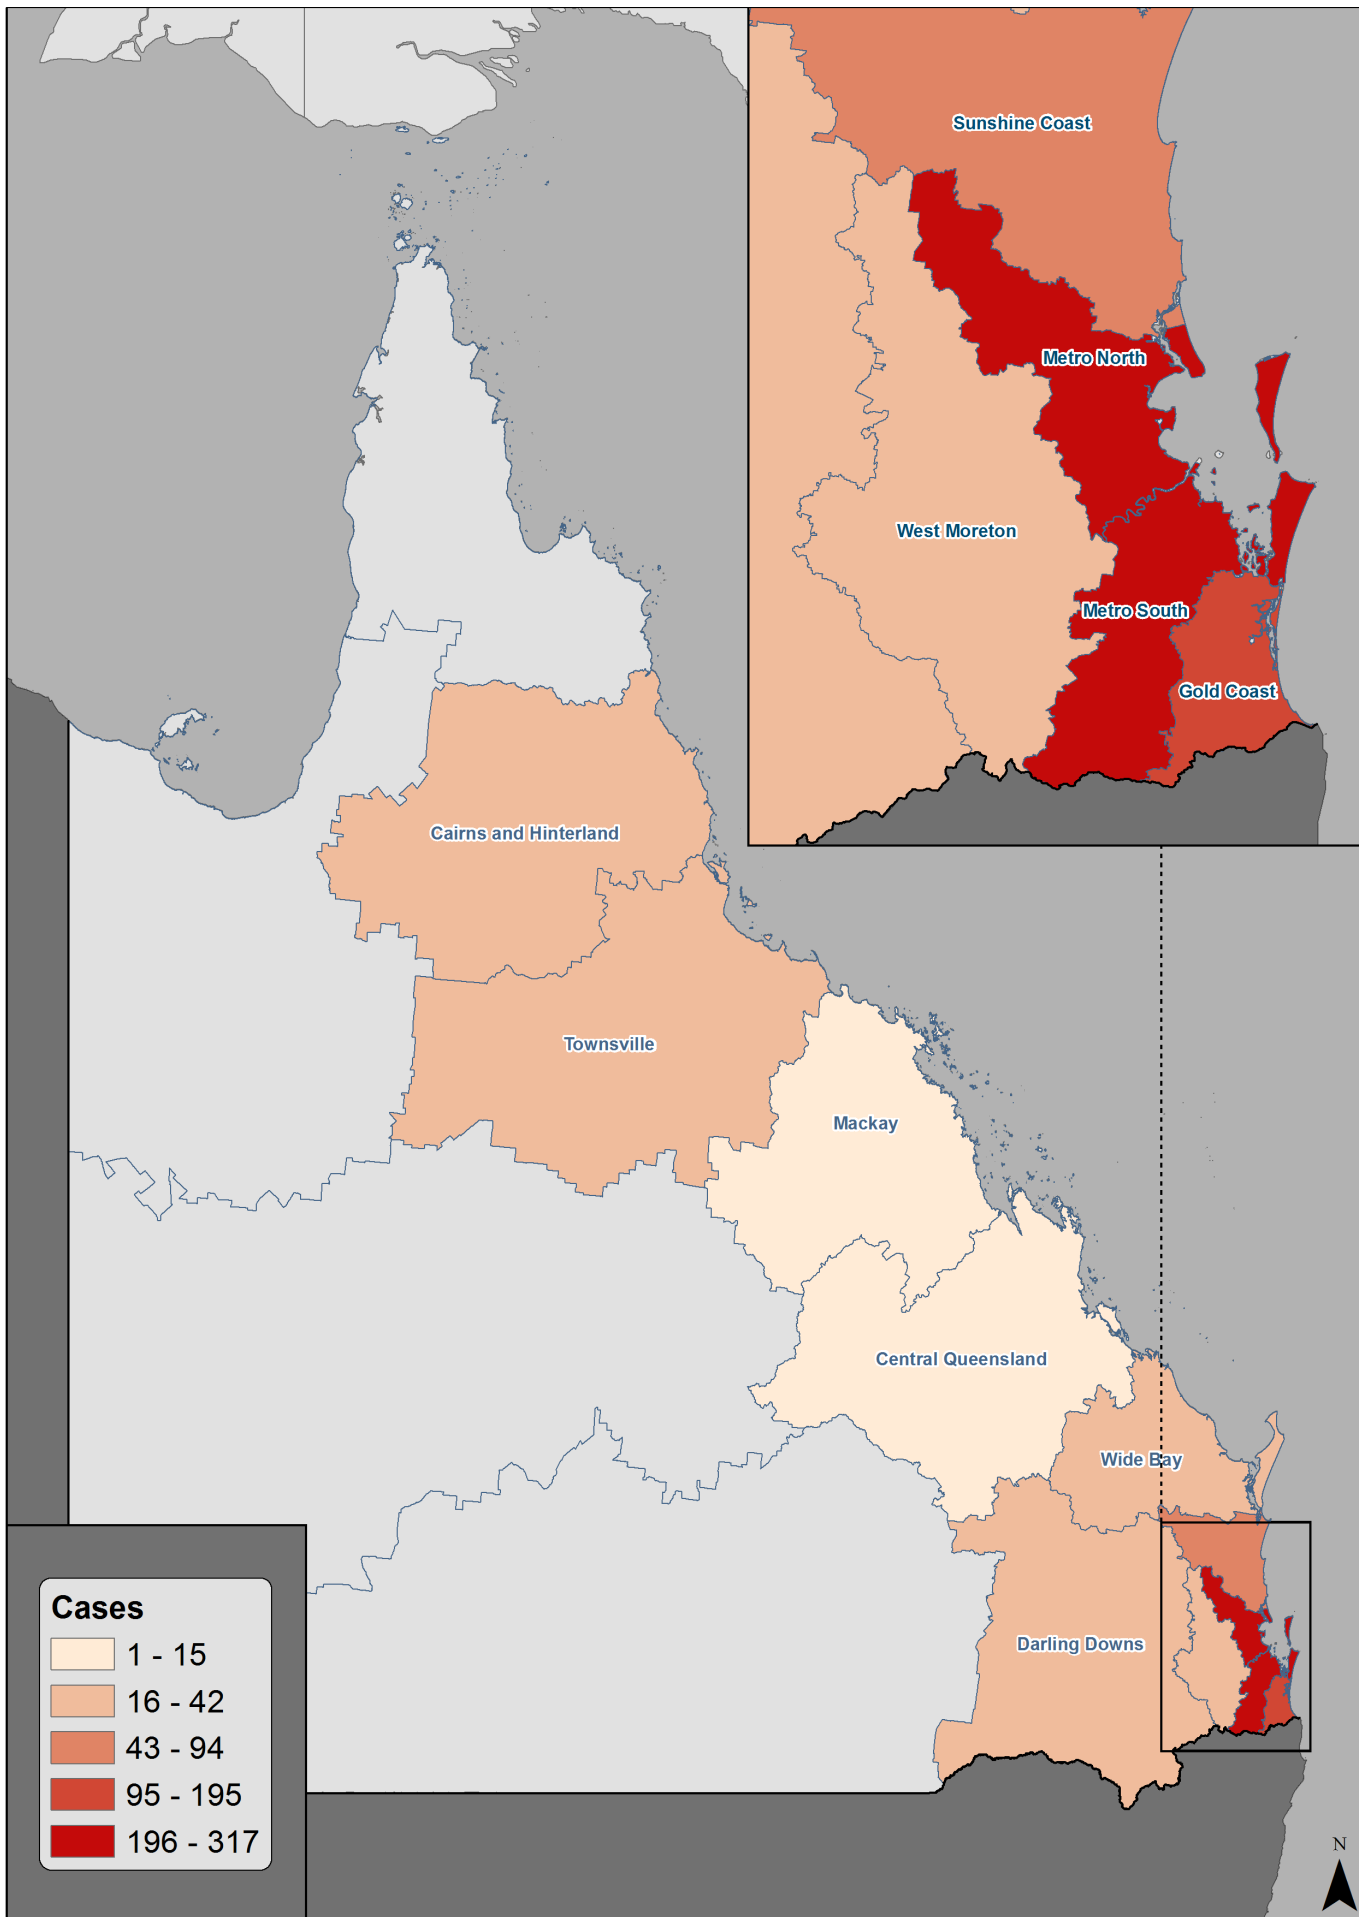 Sunshine Coast
Metro North
West Moreton
Metro South
Gold Coast
Cairns and Hinterland
Townsville
Mackay
Central Queensland
Wide Bay
Darling Downs
Cases
1 - 15
16 - 42
43 - 94
95 - 195
196 - 317
N